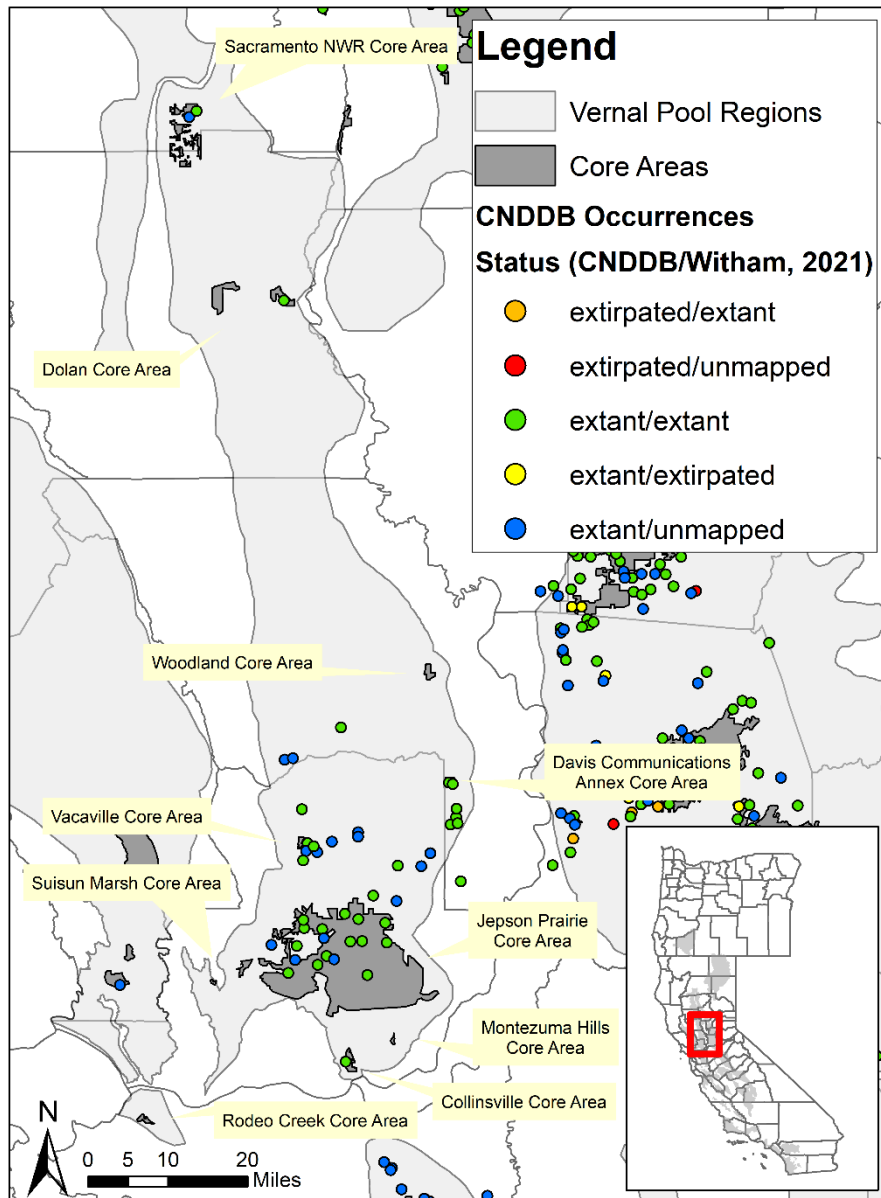 Sacramento NWR Core Area
Legend
Vernal Pool Regions
Core Areas
CNDDB Occurrences
Status (CNDDB/Witham, 2021)
extirpated/extant
extirpated/unmapped
extant/extant
extant/extirpated
extant/unmapped
Dolan Core Area
Woodland Core Area
Davis Communications
Annex Core Area
Vacaville Core Area
Suisun Marsh Core Area
Jepson Prairie
Core Area
Montezuma Hills
Core Area
Collinsville Core Area
Rodeo Creek Core Area
N
0 5 10 20
Miles